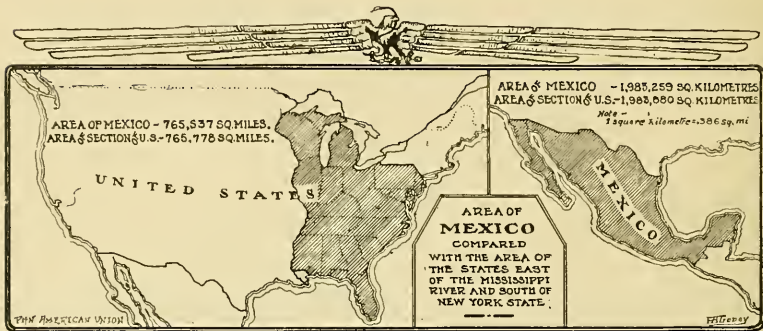 AREA OF MEXICO - 765,537 SQ. MILES.
AREA OF SECTION OF U.S. - 765,778 SQ. MILES.
UNITED STATES
PAN AMERICAN UNION
AREA OF
MEXICO
COMPARED
WITH THE AREA OF
THE STATES EAST
OF THE MISSISSIPPI
RIVER AND SOUTH OF
NEW YORK STATE
AREA OF MEXICO - 1,983,259 SQ. KILOMETRES
AREA OF SECTION OF U.S. - 1,983,880 SQ. KILOMETRES
Note -
1 square kilometre = .386 sq. mi
MEXICO